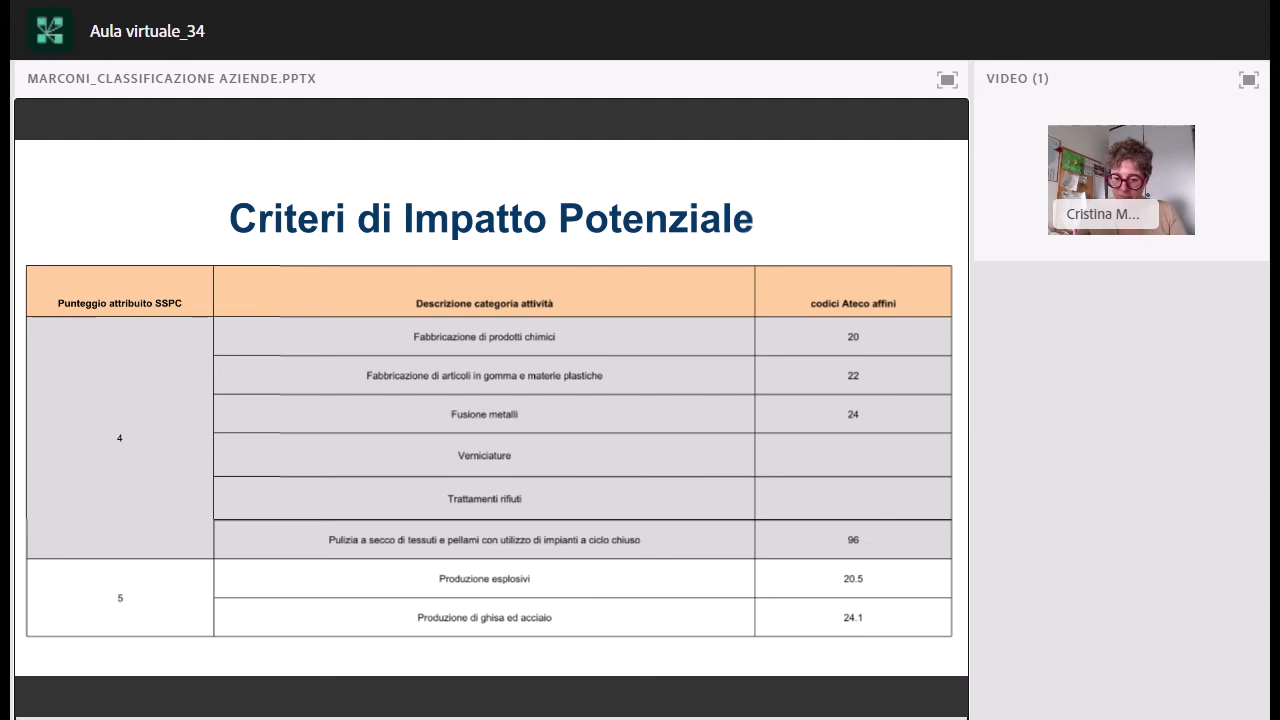 Aula virtuale_34
MARCONI_CLASSIFICAZIONE AZIENDE.PPTX
VIDEO (1)
Cristina M...
Criteri di Impatto Potenziale
Punteggio attribuito SSPC Descrizione categoria attività codici Ateco affini
4
Fabbricazione di prodotti chimici 20
Fabbricazione di articoli in gomma e materie plastiche 22
Fusione metalli 24
Verniciature
Trattamenti rifiuti
Pulizia a secco di tessuti e pellami con utilizzo di impianti a ciclo chiuso 96
5
Produzione esplosivi 20.5
Produzione di ghisa ed acciaio 24.1